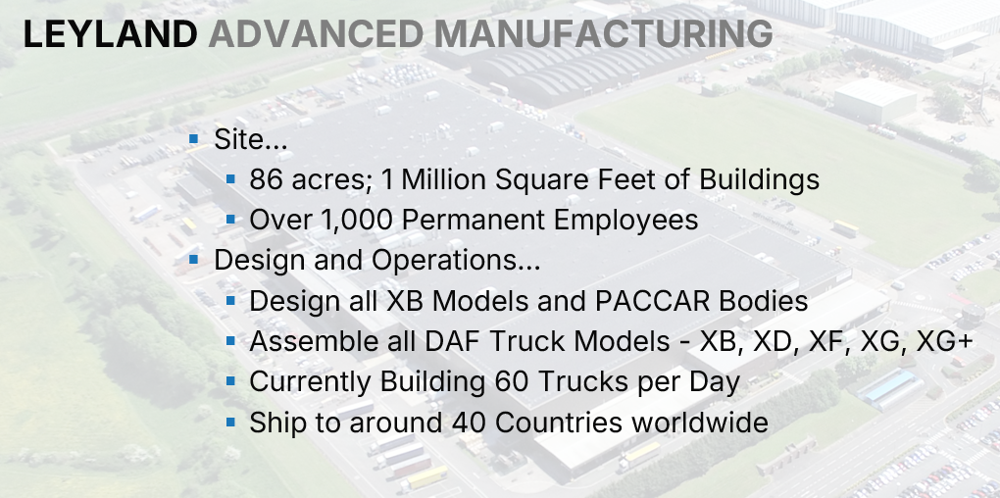 LEYLAND ADVANCED MANUFACTURING
Site...
86 acres; 1 Million Square Feet of Buildings
Over 1,000 Permanent Employees
Design and Operations...
Design all XB Models and PACCAR Bodies
Assemble all DAF Truck Models - XB, XD, XF, XG, XG+
Currently Building 60 Trucks per Day
Ship to around 40 Countries worldwide